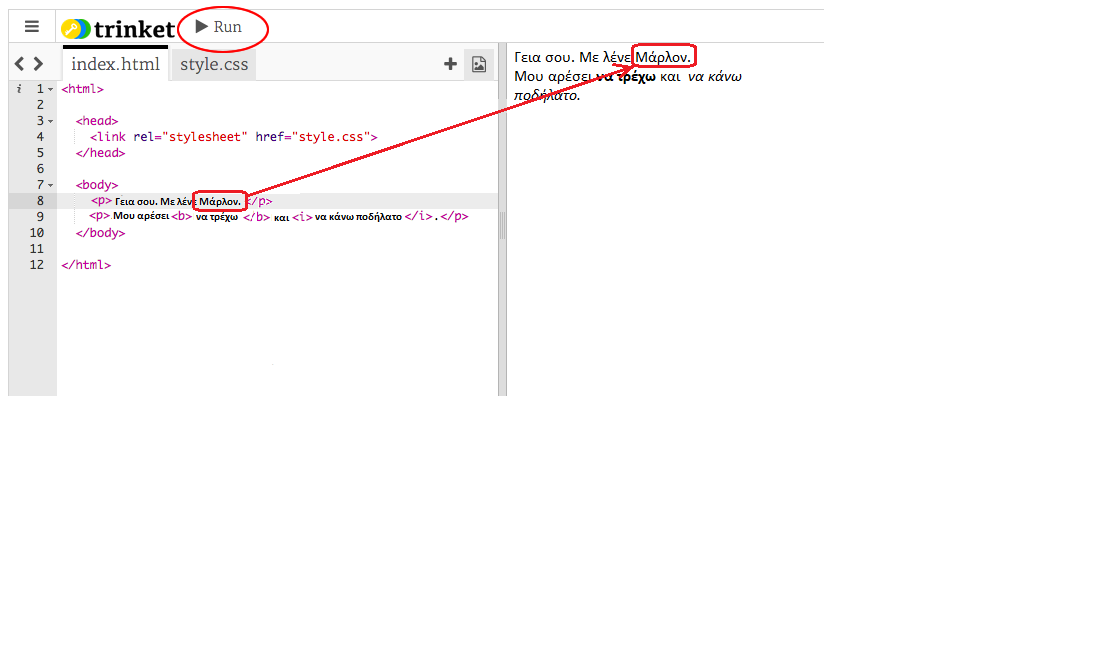 trinket Run
index.html style.css
i 1 <html>
2
3 <head>
4 <link rel="stylesheet" href="style.css">
5 </head>
6
7 <body>
8 <p> Γεια σου. Με λένε Μάρλον. </p>
9 <p> Μου αρέσει <b> να τρέχω </b> και <i> να κάνω ποδήλατο </i>.</p>
10 </body>
11
12 </html>
Γεια σου. Με λένε Μάρλον.
Μου αρέσει να τρέχω και να κάνω
ποδήλατο.